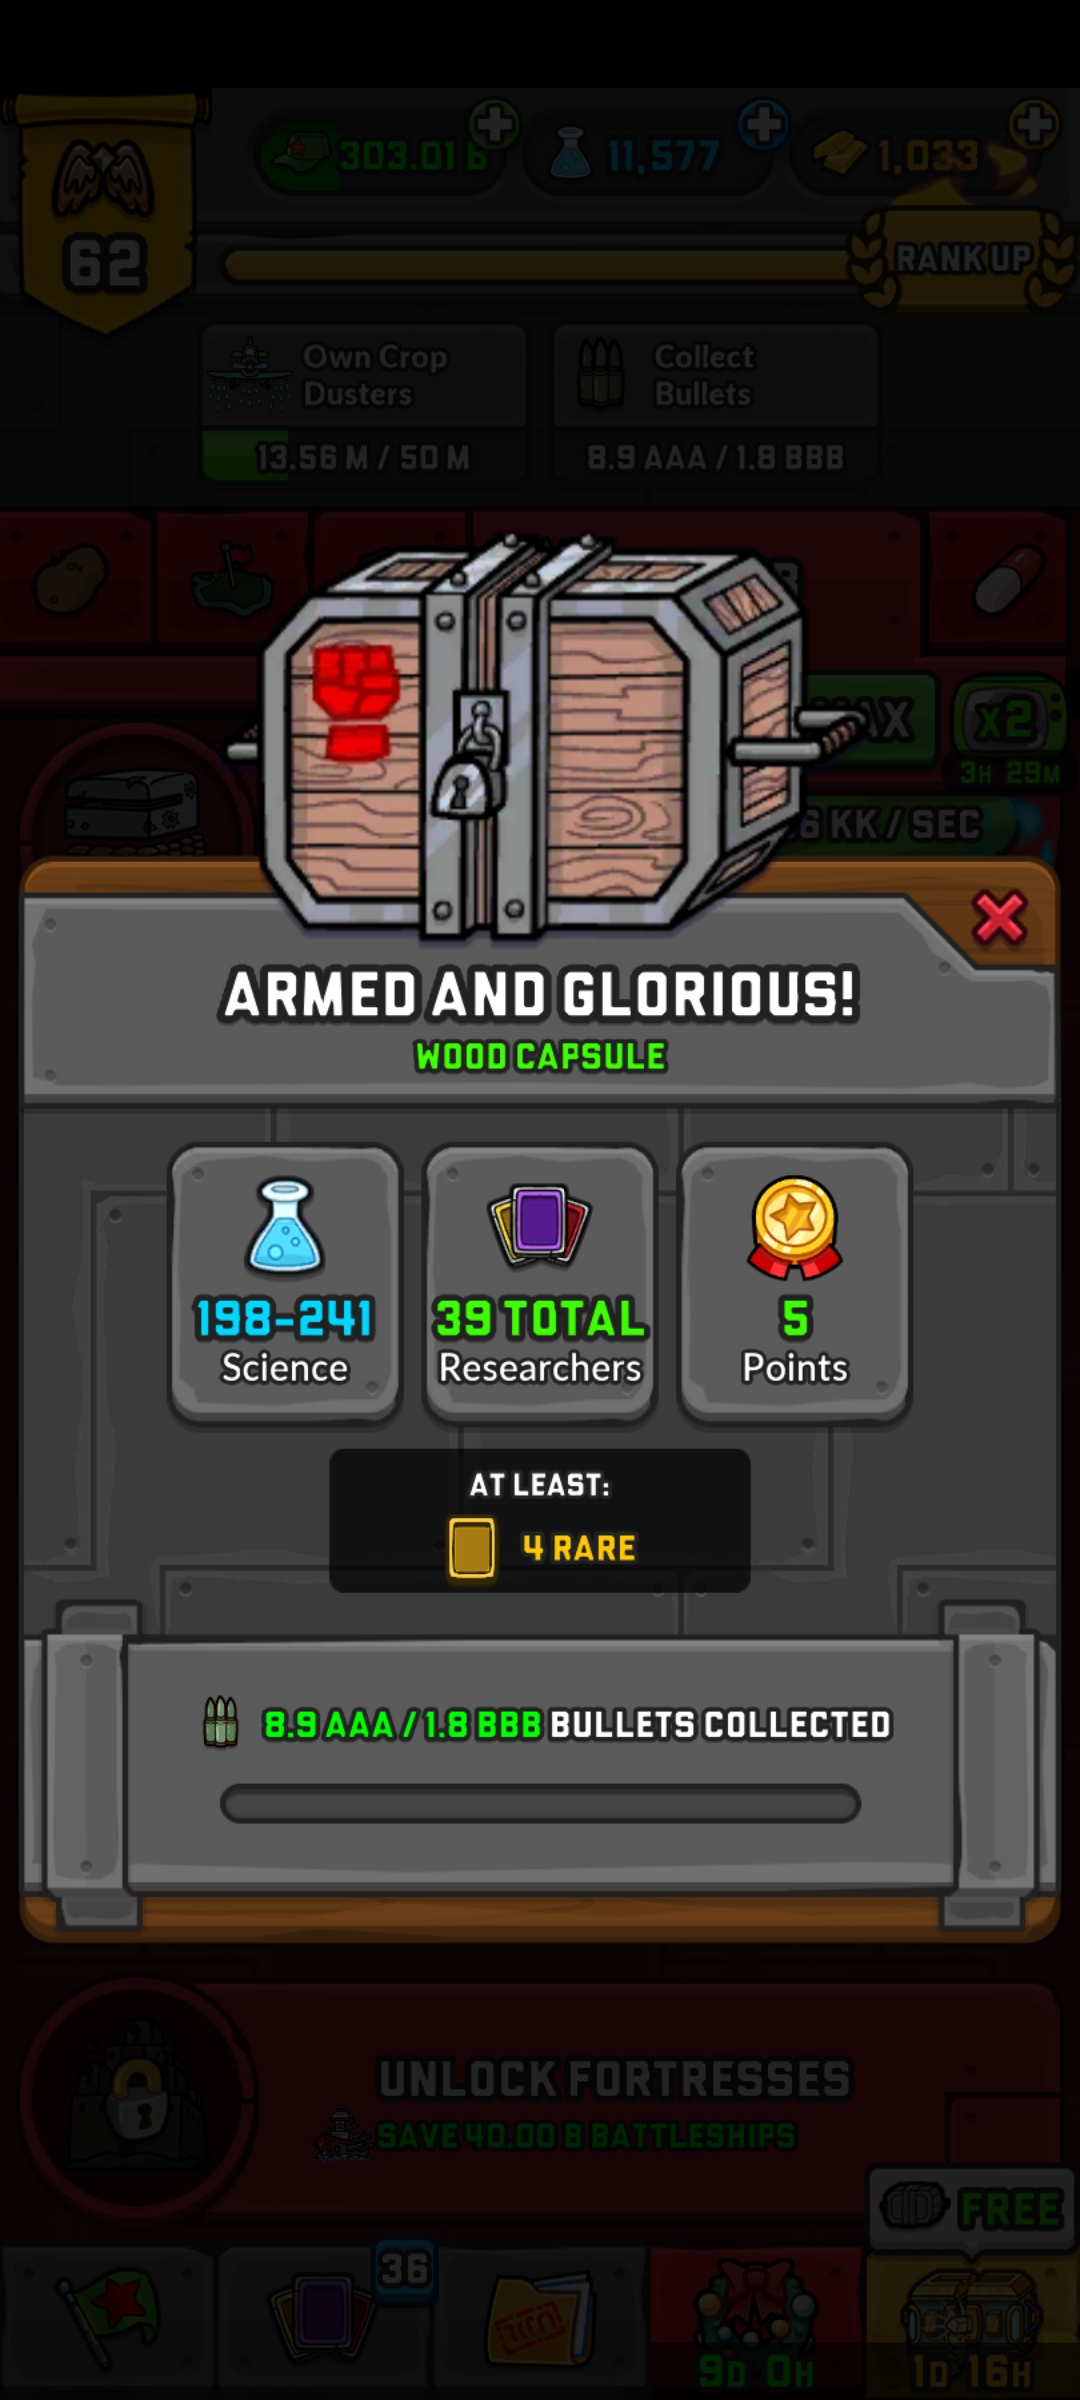 303.01 B
11,577
1,033
62
RANK UP
Own Crop
Dusters
13.56 M / 50 M
Collect
Bullets
8.9 AAA / 1.8 BBB
X2
3H 29M
KK/SEC
ARMED AND GLORIOUS!
WOOD CAPSULE
198-241
Science
39 TOTAL
Researchers
5
Points
AT LEAST:
4 RARE
8.9 AAA / 1.8 BBB BULLETS COLLECTED
UNLOCK FORTRESSES
SAVE 40.00 B BATTLESHIPS
FREE
36
9D 0H
1D 16H